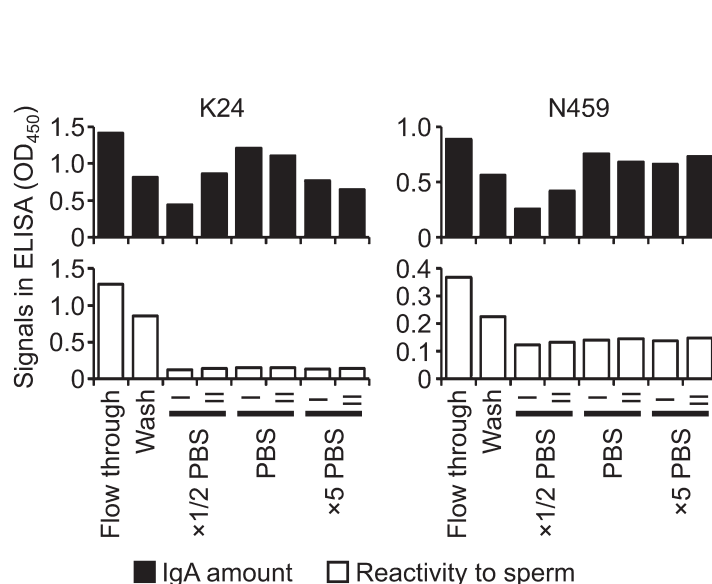 K24
N459
Signals in ELISA (OD450)
1.5
1.0
0.5
0
1.0
0.5
0
1.5
1.0
0.5
0
0.4
0.3
0.2
0.1
0
Flow through
Wash
I
II
I
II
I
II
×1/2 PBS
PBS
×5 PBS
Flow through
Wash
I
II
I
II
I
II
×1/2 PBS
PBS
×5 PBS
IgA amount
Reactivity to sperm